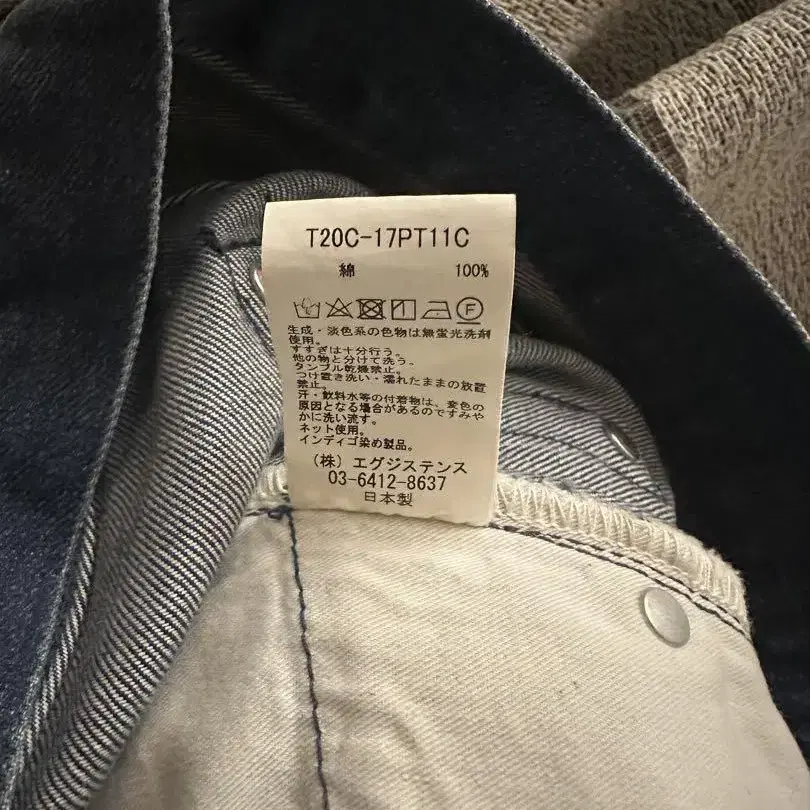 T20C-17PT11C
綿 100%
F
生成・淡色系の色物は無蛍光洗剤
使用。
すすぎは十分行う。
他の物と分けて洗う。
タンブル乾燥禁止。
つけ置き洗い・濡れたままの放置
禁止。
汗・飲料水等の付着物は、変色の
原因となる場合があるのですみや
かに洗い流す。
ネット使用。
インディゴ染め製品。
(株) エグジステンス
03-6412-8637
日本製